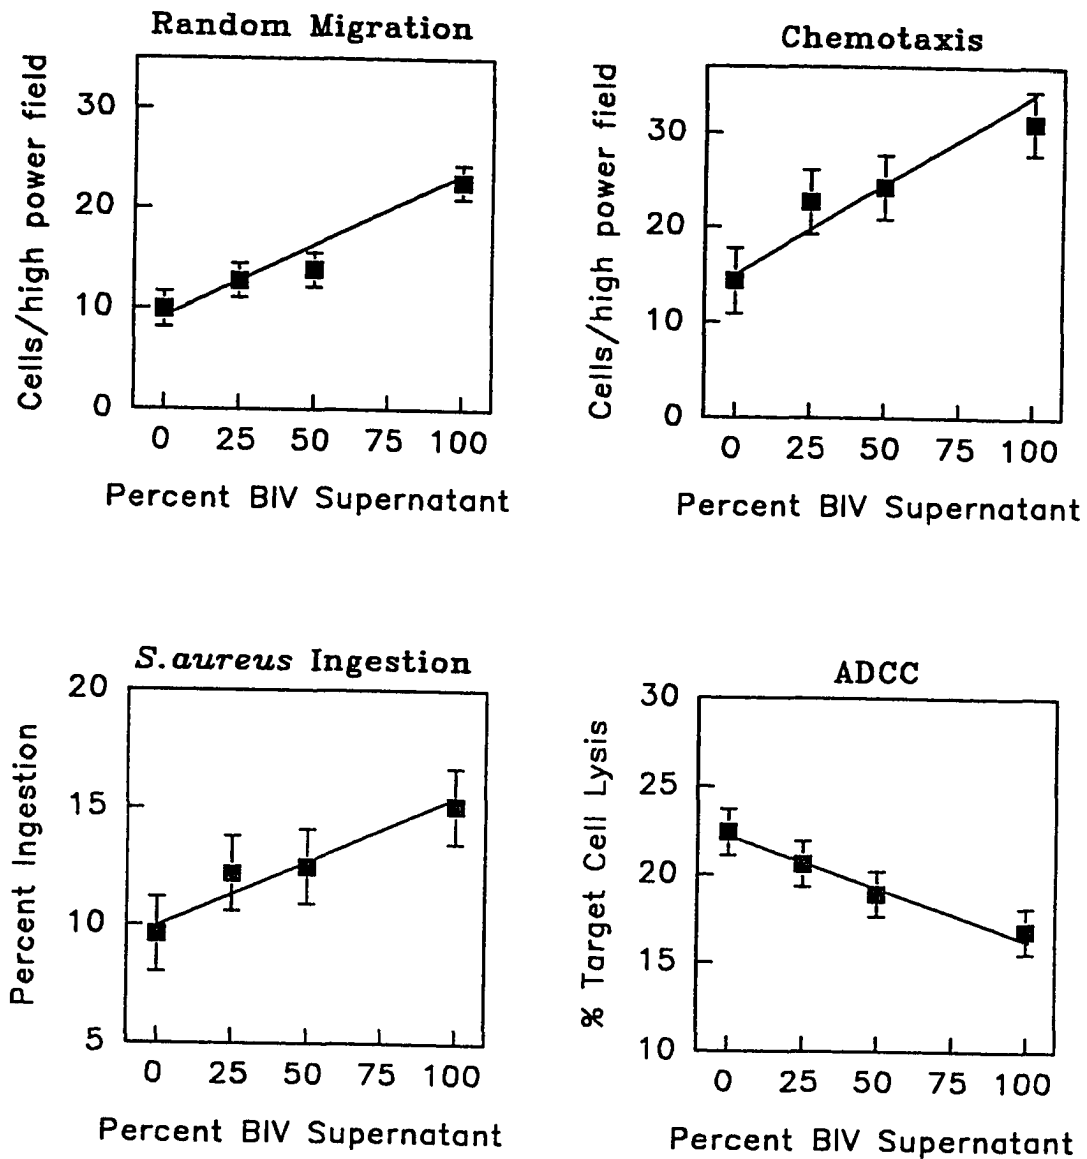 Random Migration
Cells/high power field
30
20
10
0
0 25 50 75 100
Percent BIV Supernatant
Chemotaxis
Cells/high power field
30
20
10
0
0 25 50 75 100
Percent BIV Supernatant
S.aureus Ingestion
Percent Ingestion
20
15
10
5
0 25 50 75 100
Percent BIV Supernatant
ADCC
% Target Cell Lysis
30
25
20
15
10
0 25 50 75 100
Percent BIV Supernatant